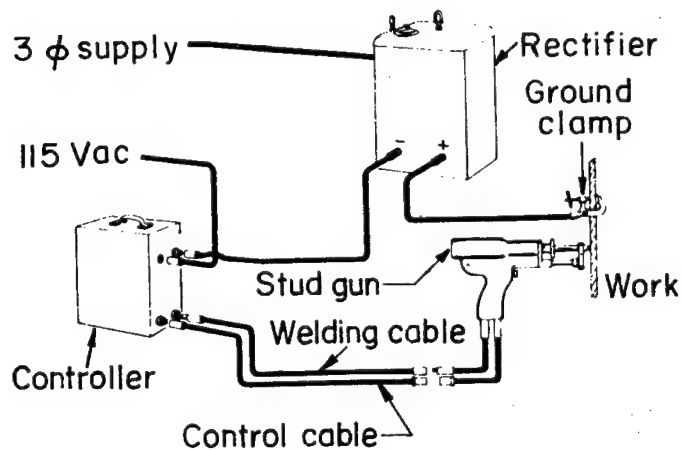 3 ϕ supply
Rectifier
Ground
clamp
115 Vac
-
+
Stud gun
Work
Welding cable
Controller
Control cable